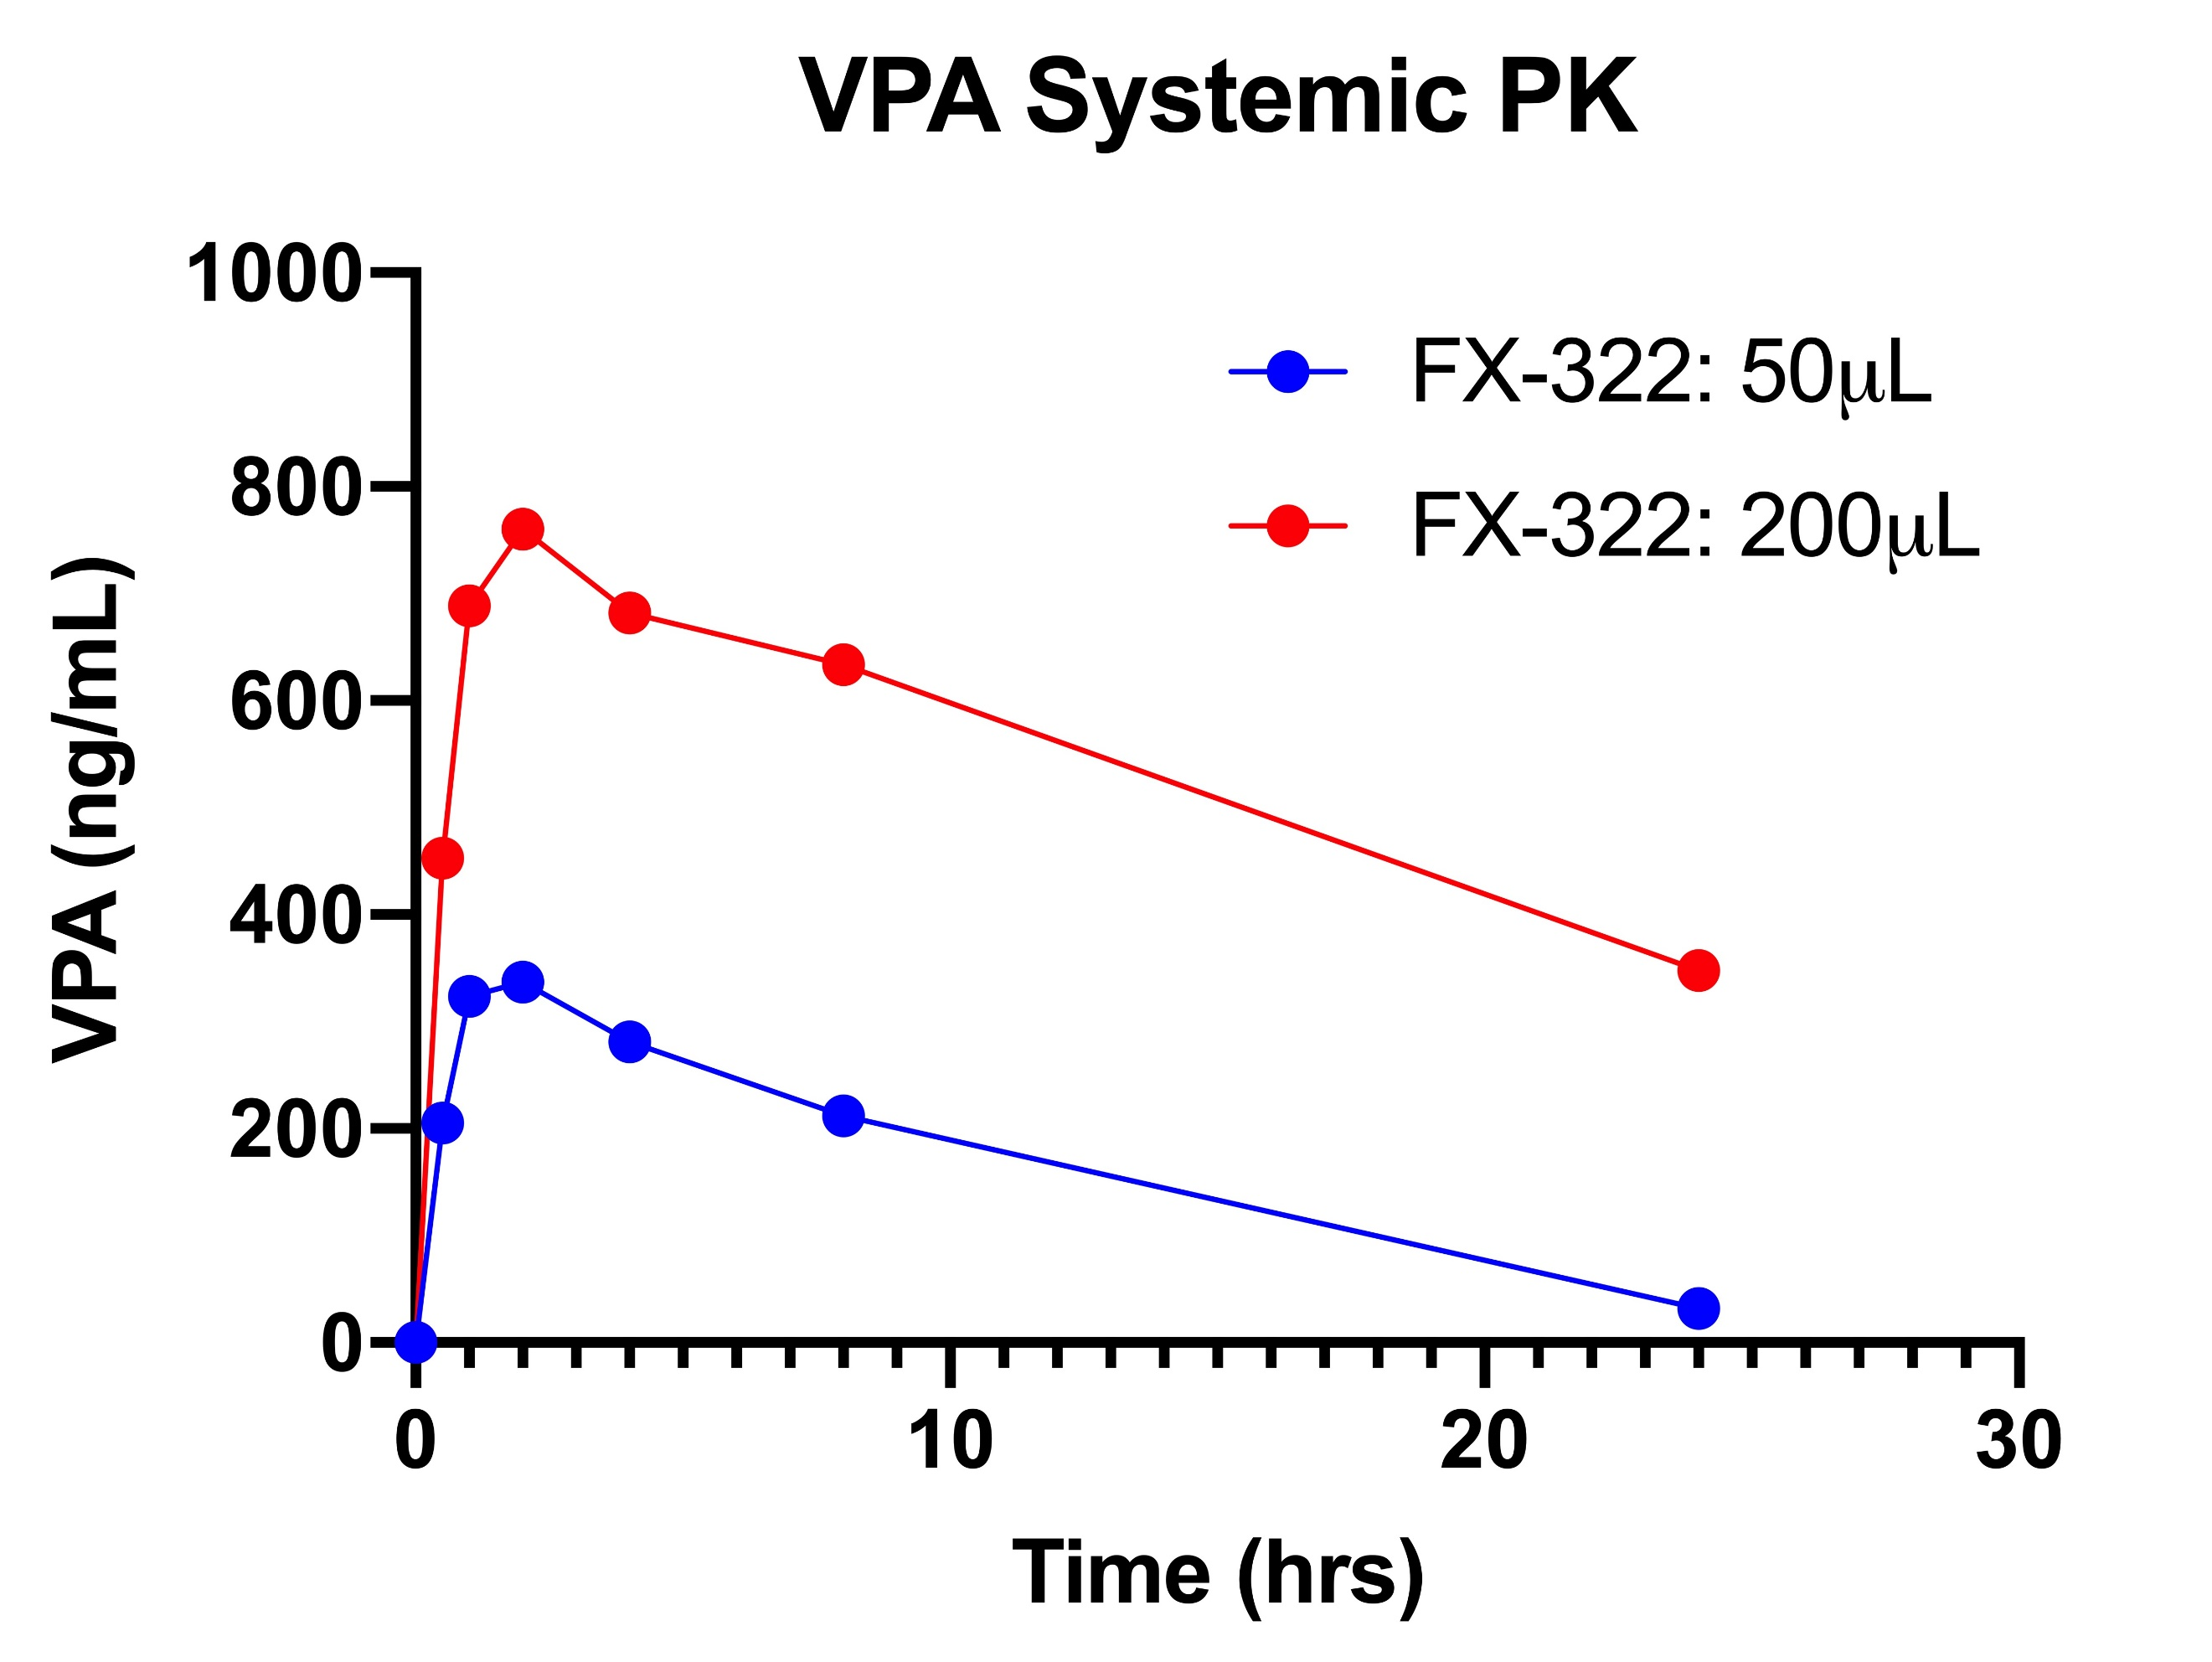 VPA Systemic PK
1000
800
600
400
200
0
VPA (ng/mL)
FX-322: 50μL
FX-322: 200μL
0 10 20 30
Time (hrs)